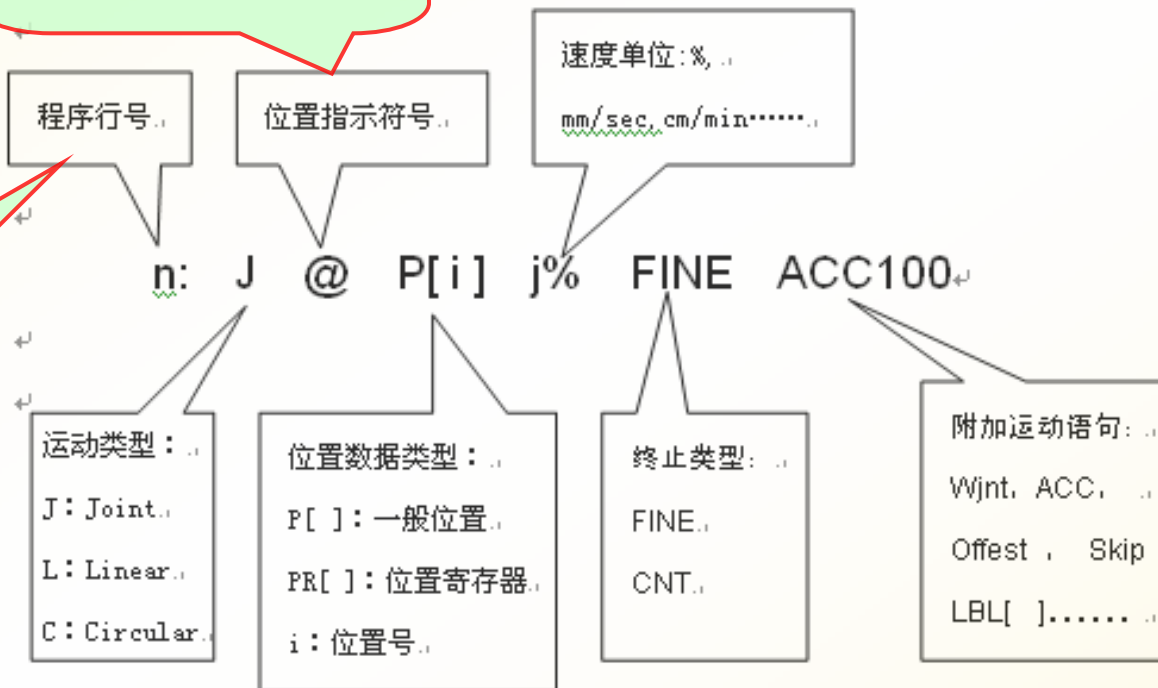 程序行号
位置指示符号
速度单位:%,
mm/sec,cm/min······
n: J @ P[i] j% FINE ACC100
运动类型：
J：Joint
L：Linear
C：Circular
位置数据类型：
P[ ]：一般位置
PR[ ]：位置寄存器
i：位置号
终止类型:
FINE
CNT
附加运动语句:
Wjnt, ACC,
Offest , Skip
LBL[ ]......